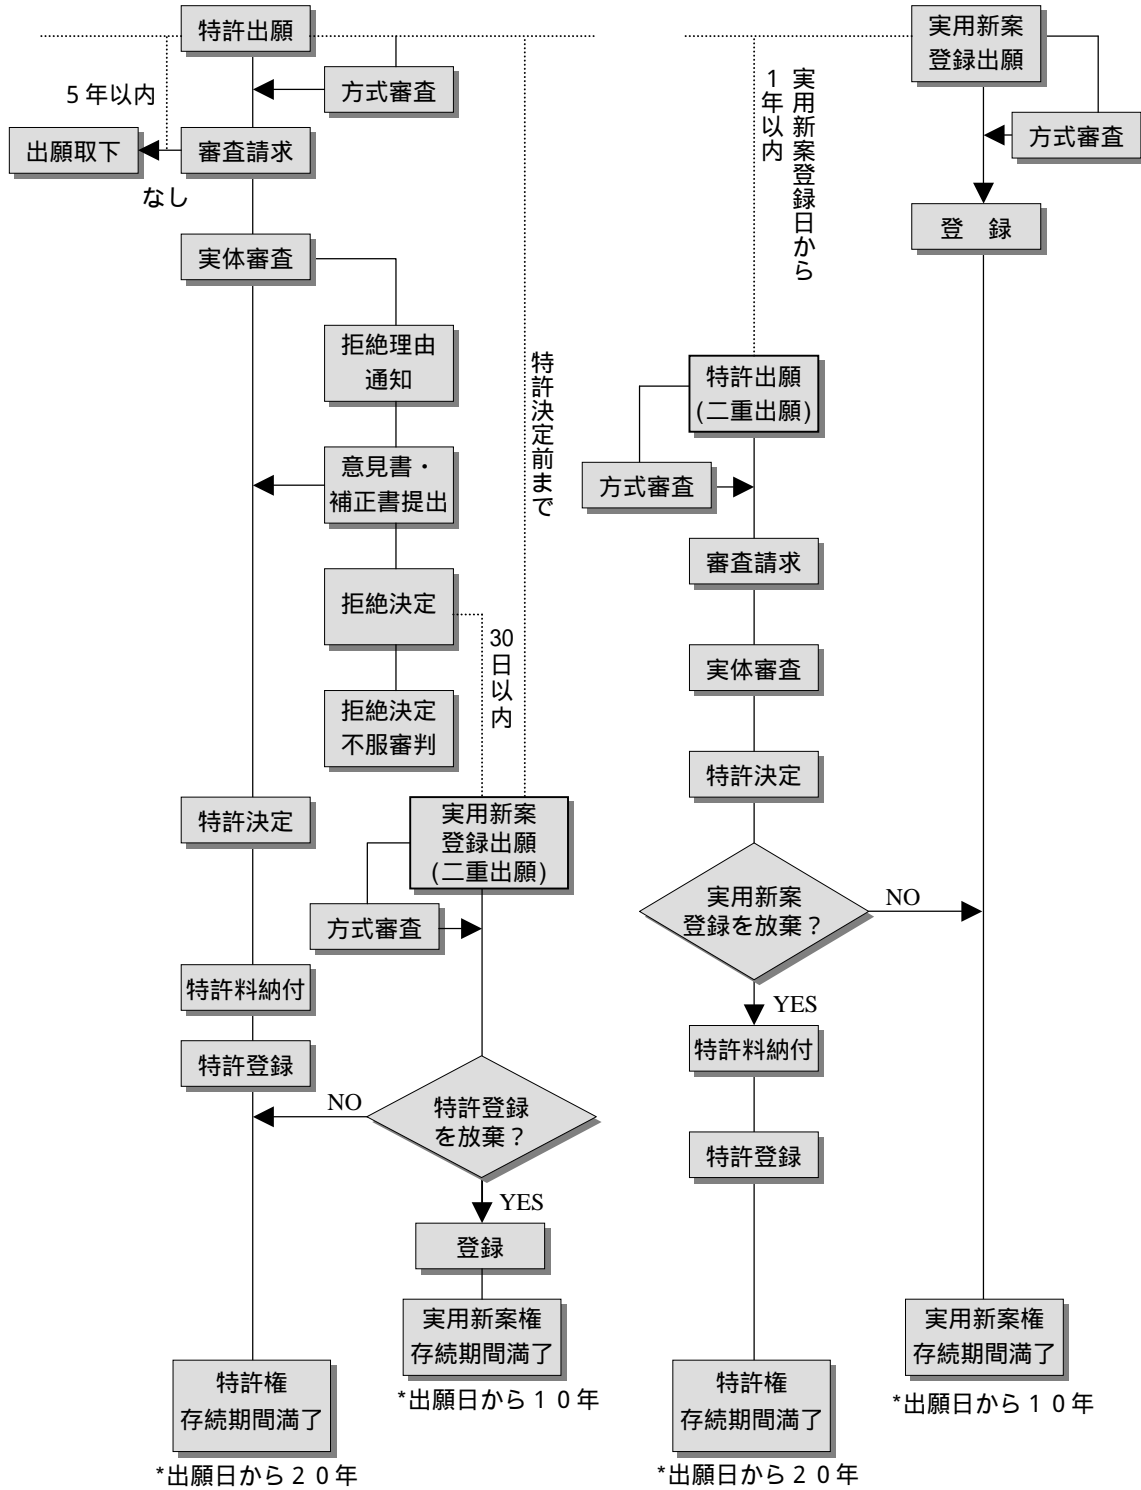 特許出願
方式審査
5年以内
出願取下
審査請求
なし
実体審査
拒絶理由
通知
意見書・
補正書提出
特許決定前まで
拒絶決定
30日以内
拒絶決定
不服審判
特許決定
実用新案
登録出願
(二重出願)
方式審査
特許料納付
特許登録
NO
特許登録
を放棄？
YES
登録
実用新案権
存続期間満了
*出願日から１０年
特許権
存続期間満了
*出願日から２０年
実用新案
登録出願
方式審査
登　録
実用新案登録日から
1年以内
特許出願
(二重出願)
方式審査
審査請求
実体審査
特許決定
実用新案
登録を放棄？
NO
YES
特許料納付
特許登録
実用新案権
存続期間満了
*出願日から１０年
特許権
存続期間満了
*出願日から２０年